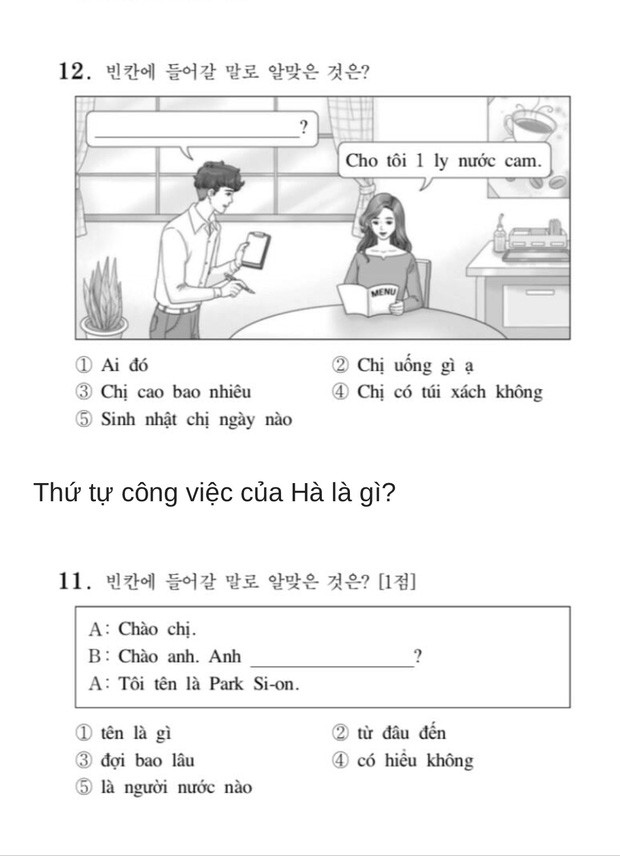 12. 빈칸에 들어갈 말로 알맞은 것은?
____________________?
Cho tôi 1 ly nước cam.
MENU
① Ai đó
② Chị uống gì ạ
③ Chị cao bao nhiêu
④ Chị có túi xách không
⑤ Sinh nhật chị ngày nào
Thứ tự công việc của Hà là gì?
11. 빈칸에 들어갈 말로 알맞은 것은? [1점]
A: Chào chị.
B: Chào anh. Anh ________________?
A: Tôi tên là Park Si-on.
① tên là gì
② từ đâu đến
③ đợi bao lâu
④ có hiểu không
⑤ là người nước nào